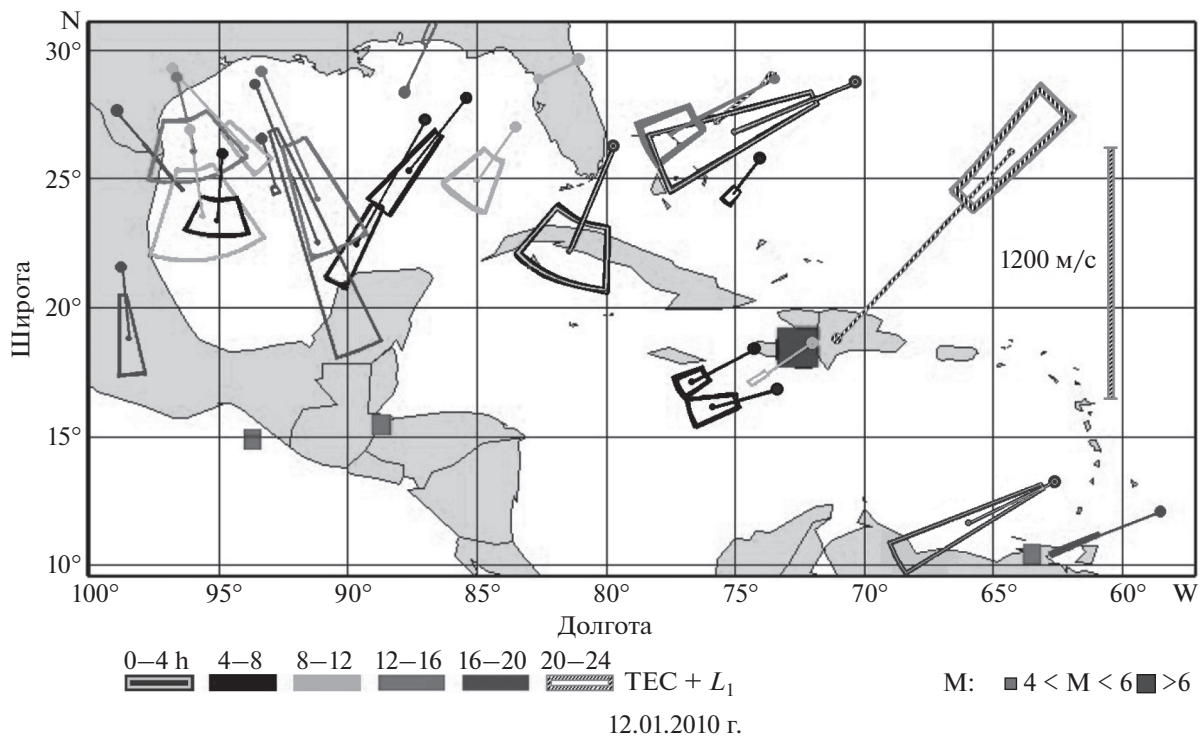 N
30°
25°
20°
15°
10°
Широта
1200 м/с
100° 95° 90° 85° 80° 75° 70° 65° 60° W
Долгота
0–4 h 4–8 8–12 12–16 16–20 20–24
TEC + L₁ M: 4 < M < 6 >6
12.01.2010 г.